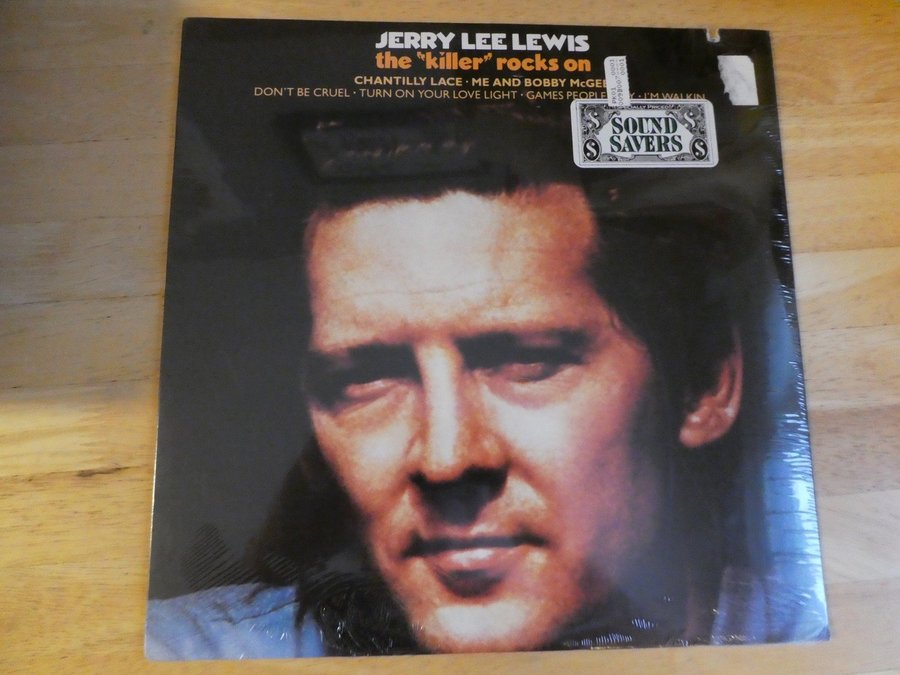 JERRY LEE LEWIS
the "killer" rocks on
CHANTILLY LACE · ME AND BOBBY McGEE
DON'T BE CRUEL · TURN ON YOUR LOVE LIGHT · GAMES PEOPLE · I'M WALKIN
SOUND
SAVERS